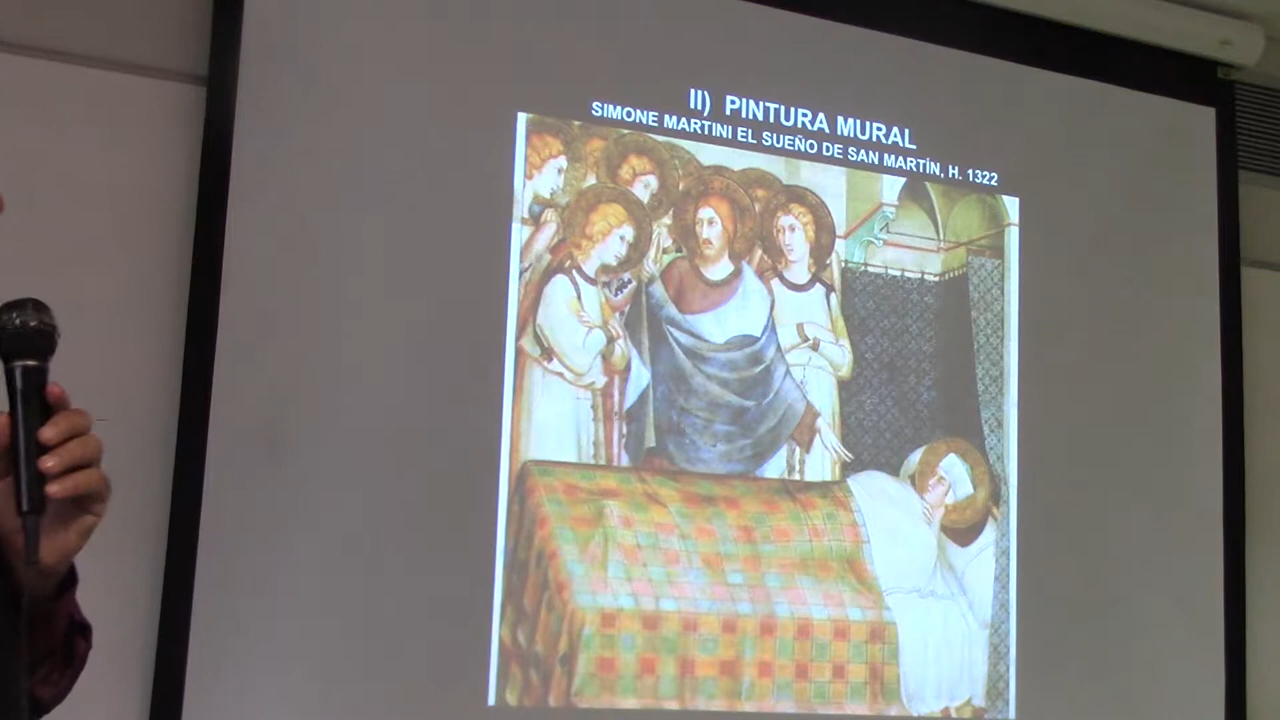 II) PINTURA MURAL
SIMONE MARTINI EL SUEÑO DE SAN MARTÍN, H. 1322